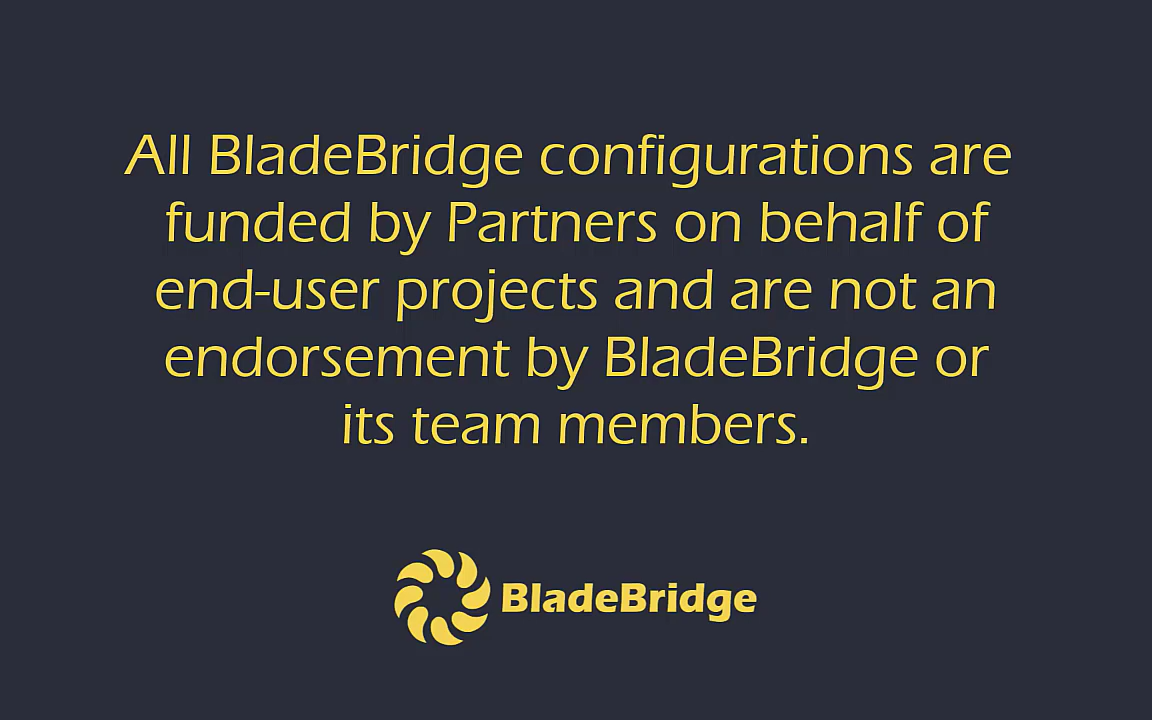 All BladeBridge configurations are
funded by Partners on behalf of
end-user projects and are not an
endorsement by BladeBridge or
its team members.
BladeBridge